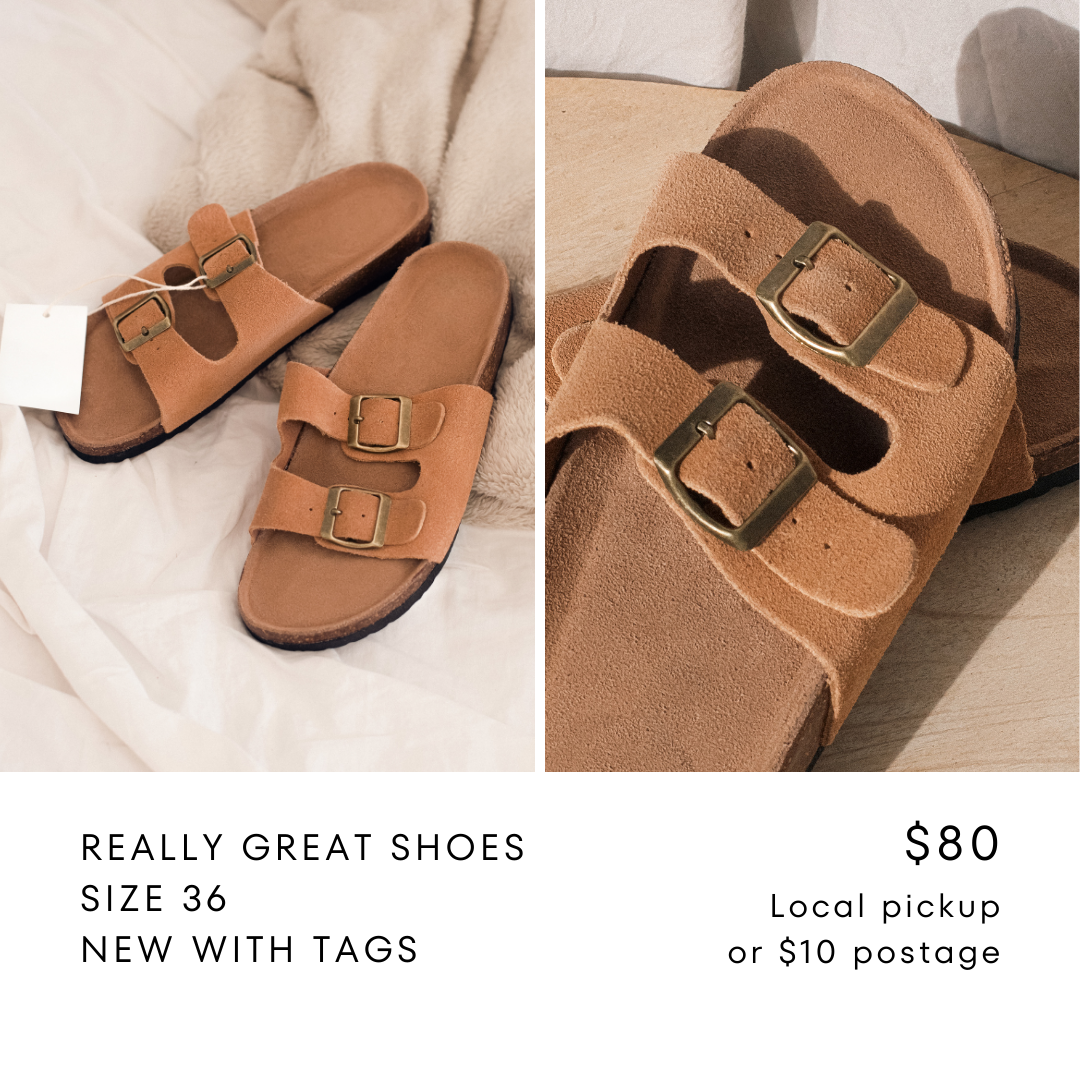 REALLY GREAT SHOES
SIZE 36
NEW WITH TAGS
$80
Local pickup
or $10 postage